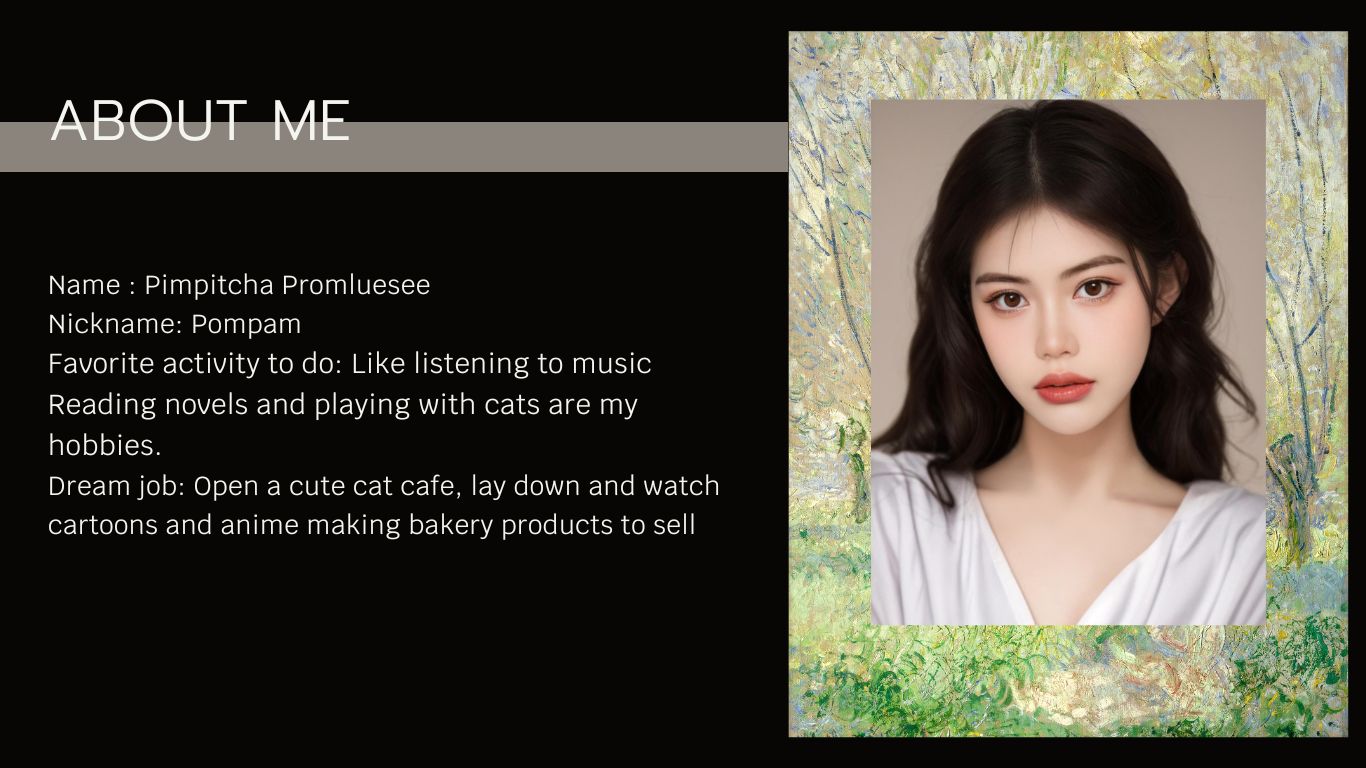 ABOUT ME
Name : Pimpitcha Promluesee
Nickname: Pompam
Favorite activity to do: Like listening to music
Reading novels and playing with cats are my
hobbies.
Dream job: Open a cute cat cafe, lay down and watch
cartoons and anime making bakery products to sell